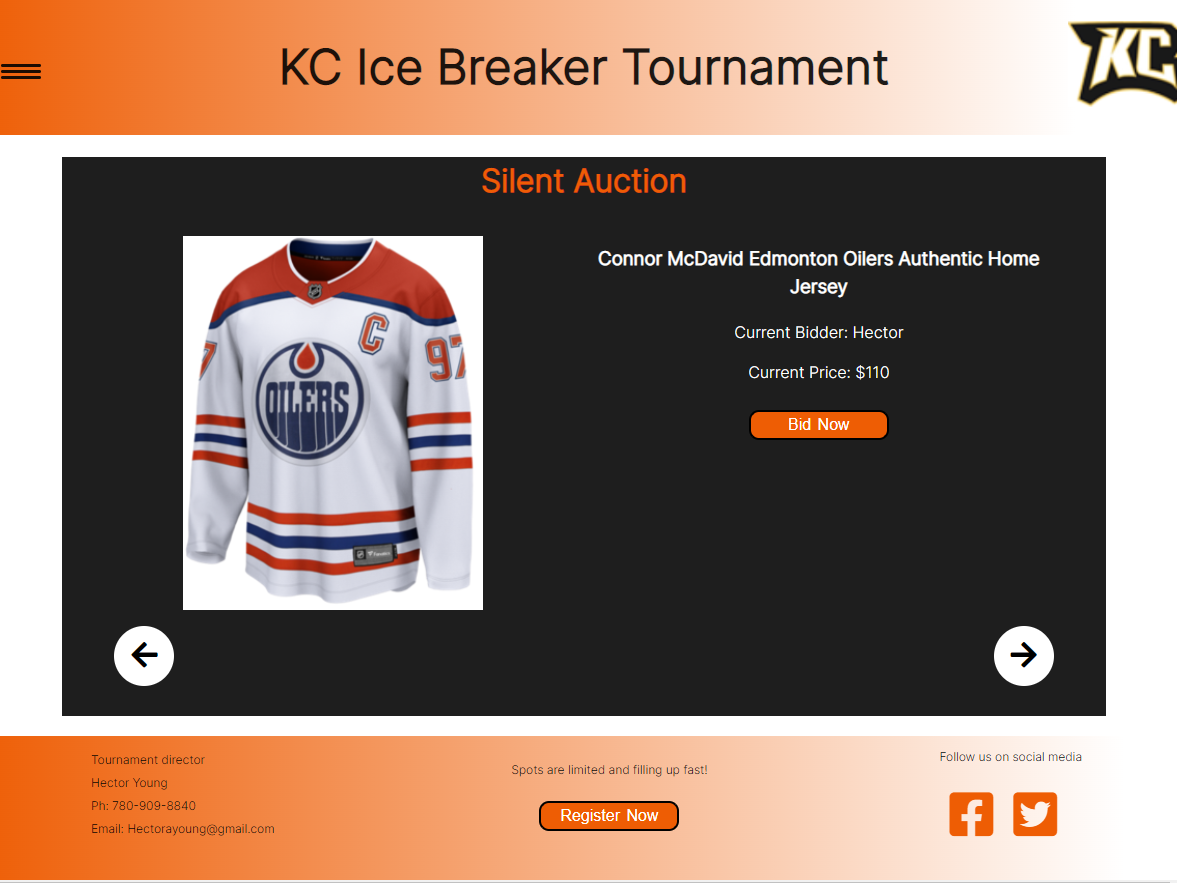 KC Ice Breaker Tournament
KC
Silent Auction
Connor McDavid Edmonton Oilers Authentic Home
Jersey
Current Bidder: Hector
Current Price: $110
Bid Now
C
7
97
OILERS
Tournament director
Hector Young
Ph: 780-909-8840
Email: Hectorayoung@gmail.com
Spots are limited and filling up fast!
Register Now
Follow us on social media